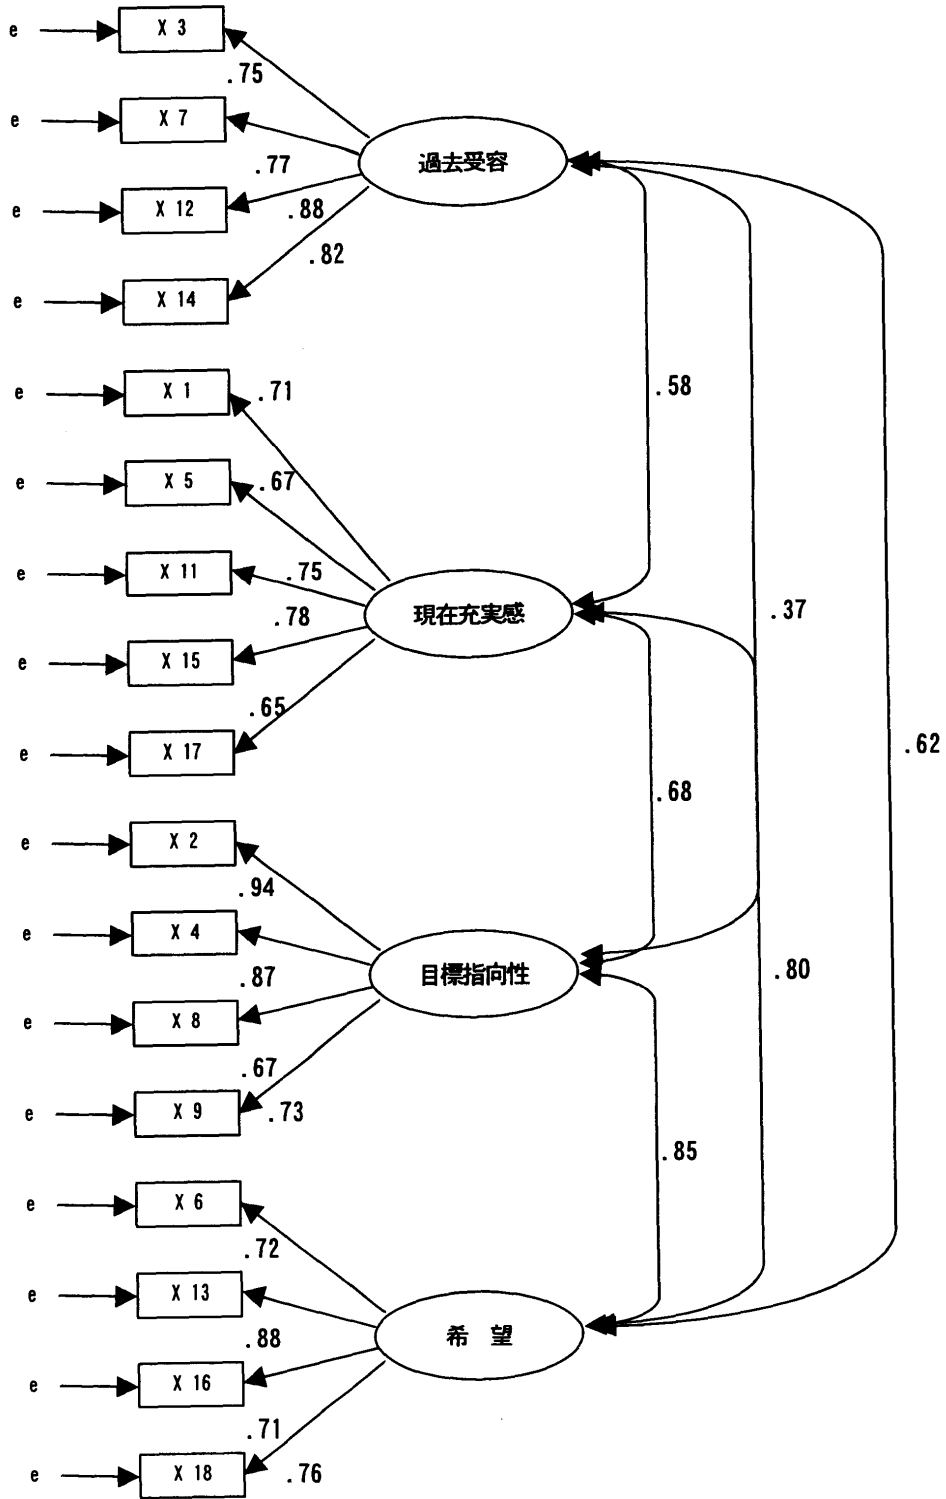 e X 3
.75
e X 7
過去受容
.77
e X 12
.88
.82
e X 14
e X 1
.71
.58
e X 5
.67
e X 11
.75
.78
現在充実感
.37
e X 15
.65
e X 17
.62
.68
e X 2
.94
e X 4
.87
目標指向性
.80
e X 8
.67
e X 9
.73
.85
e X 6
.72
e X 13
.88
希 望
e X 16
.71
e X 18
.76